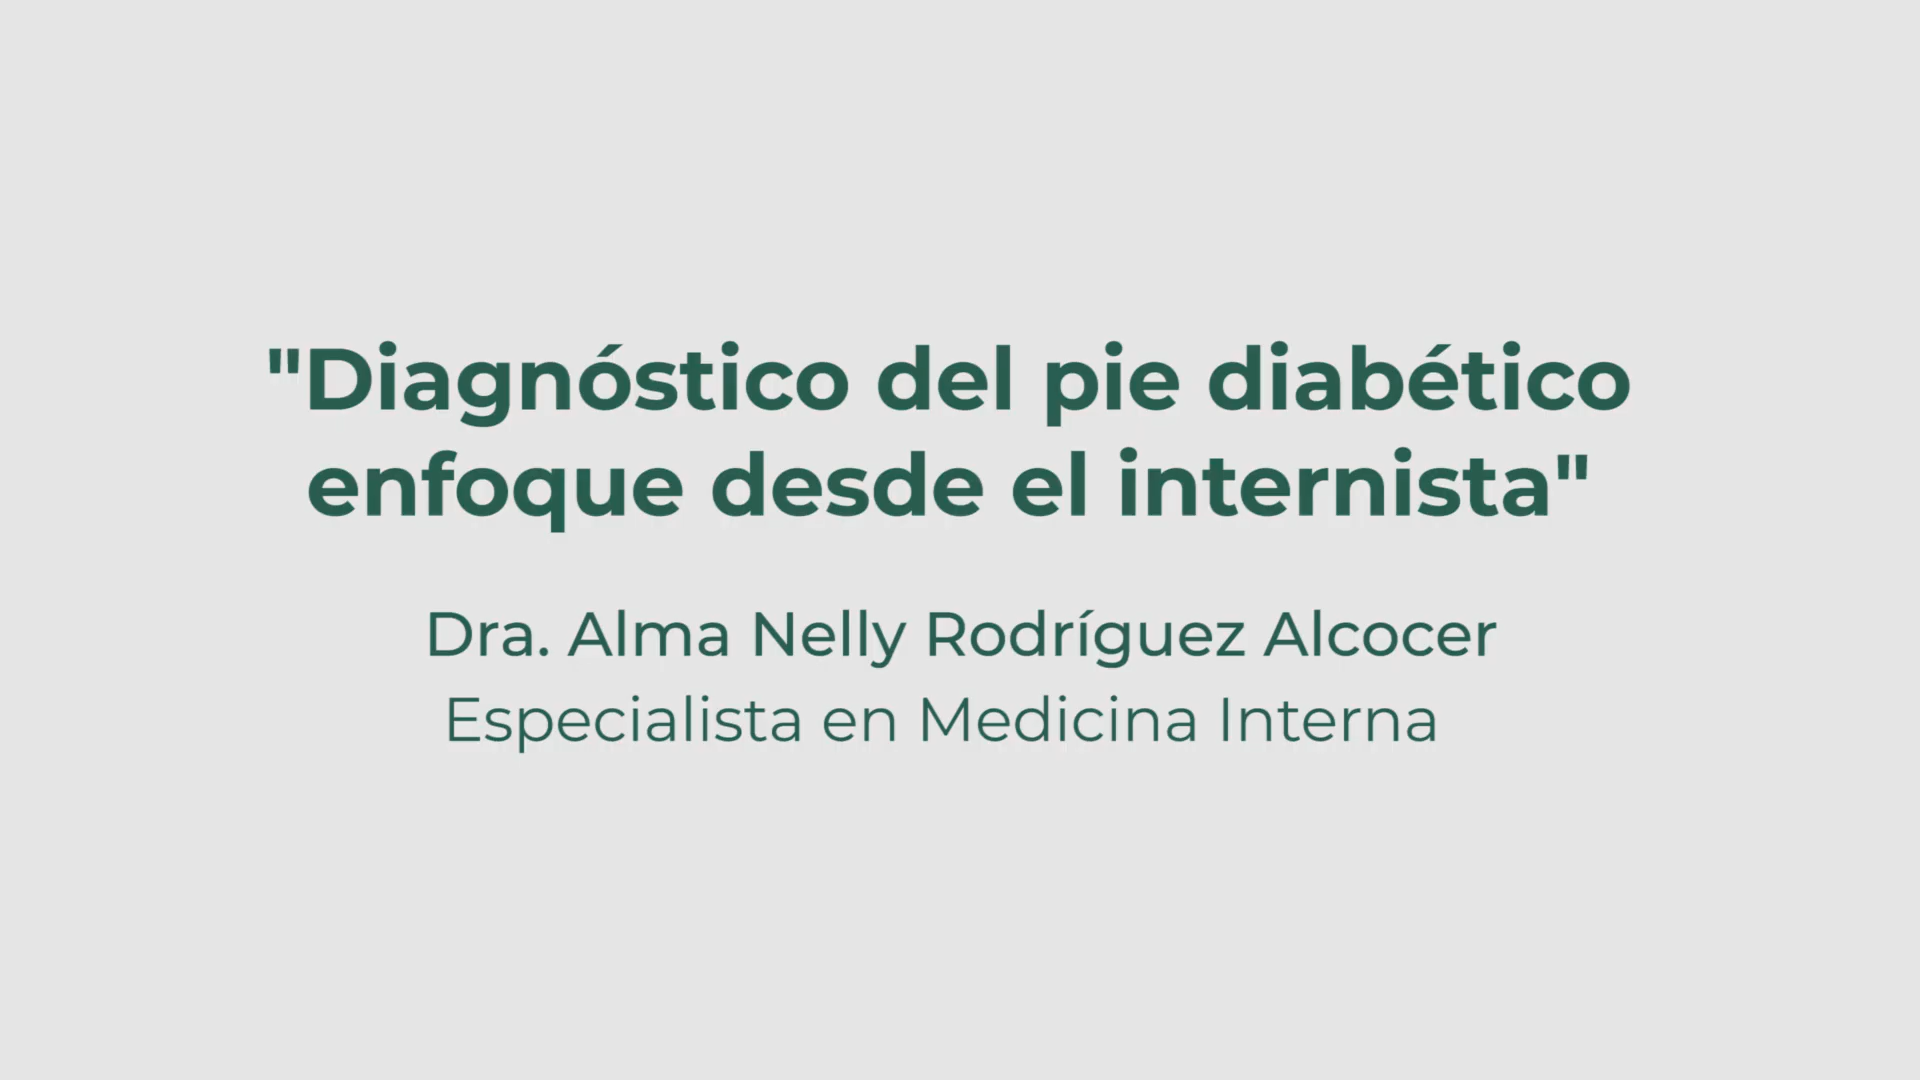 "Diagnóstico del pie diabético
enfoque desde el internista"
Dra. Alma Nelly Rodríguez Alcocer
Especialista en Medicina Interna